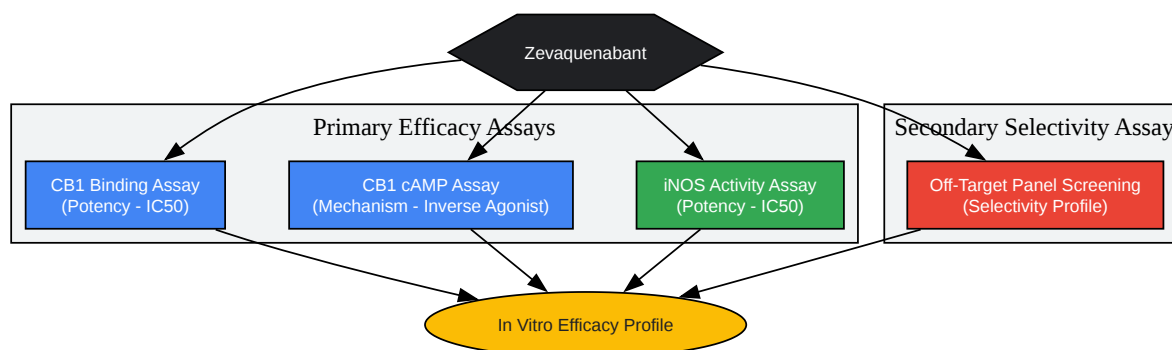 Zevaquenabant
Primary Efficacy Assays
Secondary Selectivity Assay
CB1 Binding Assay
(Potency - IC50)
CB1 cAMP Assay
(Mechanism - Inverse Agonist)
iNOS Activity Assay
(Potency - IC50)
Off-Target Panel Screening
(Selectivity Profile)
In Vitro Efficacy Profile